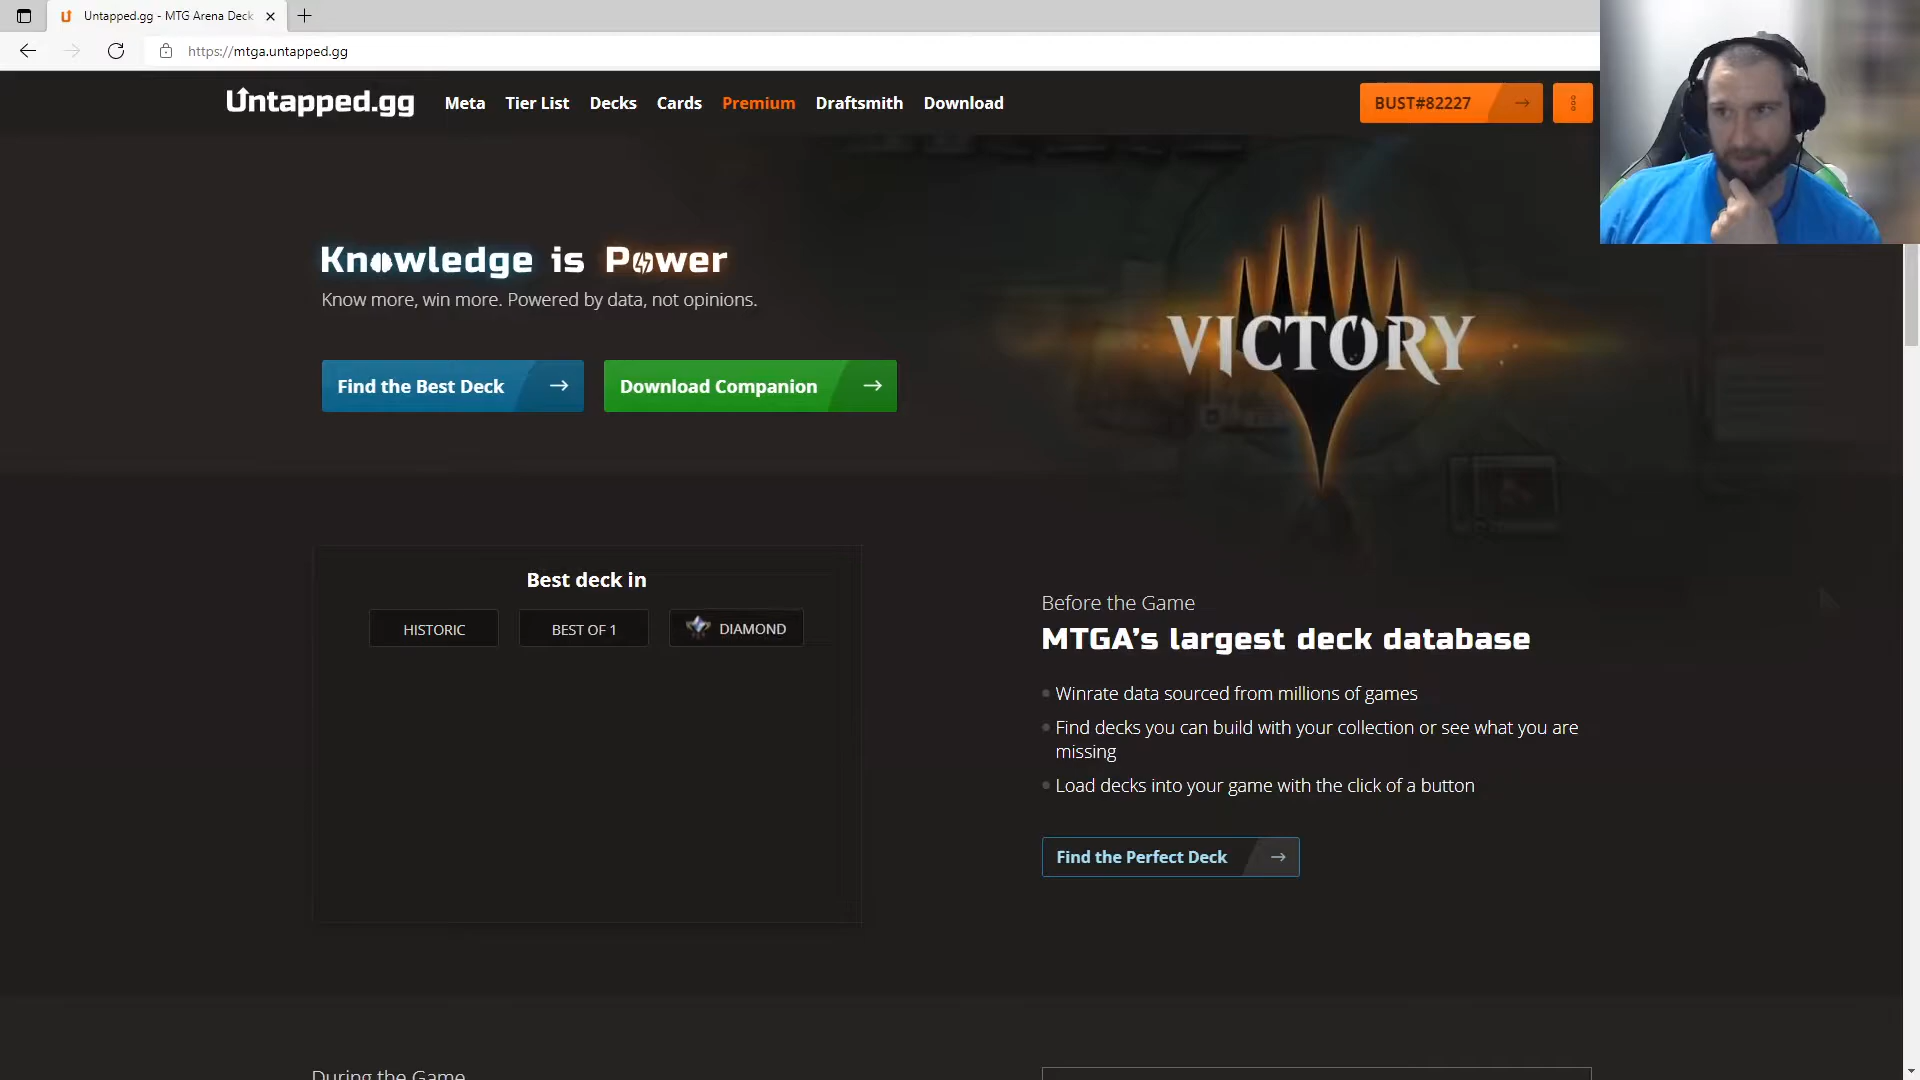 Untapped.gg - MTG Arena Deck
https://mtga.untapped.gg
Untapped.gg
Meta
Tier List
Decks
Cards
Premium
Draftsmith
Download
BUST#82227
Knowledge is Power
Know more, win more. Powered by data, not opinions.
Find the Best Deck
Download Companion
VICTORY
Best deck in
HISTORIC
BEST OF 1
DIAMOND
Before the Game
MTGA's largest deck database
Winrate data sourced from millions of games
Find decks you can build with your collection or see what you are
missing
Load decks into your game with the click of a button
Find the Perfect Deck
During the Game